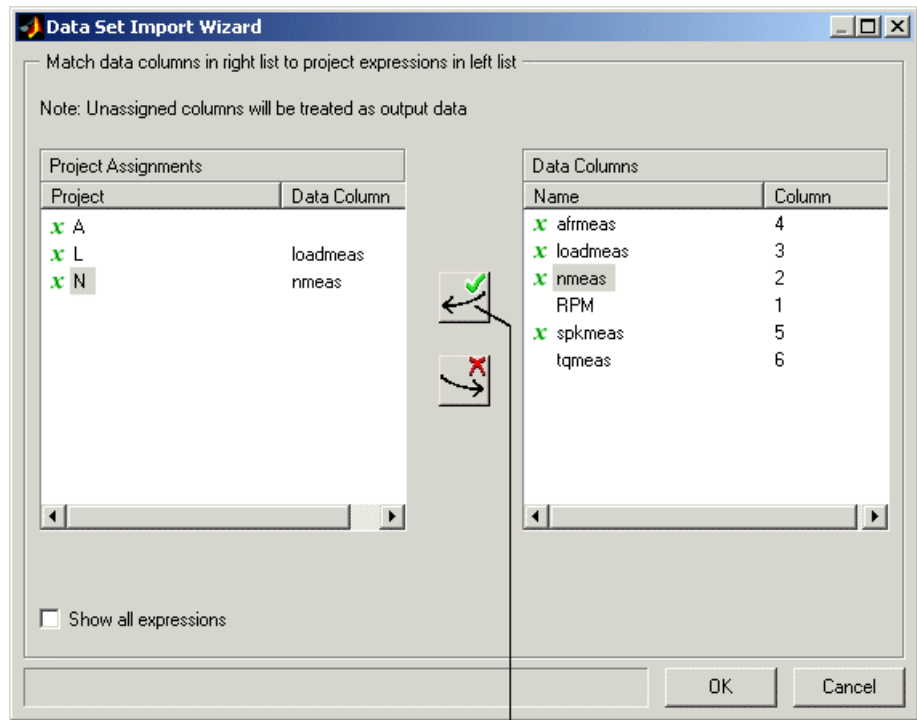 Data Set Import Wizard
Match data columns in right list to project expressions in left list
Note: Unassigned columns will be treated as output data
Project Assignments
Project Data Column
x A
x L loadmeas
x N nmeas
Data Columns
Name Column
x afrmeas 4
x loadmeas 3
x nmeas 2
RPM 1
x spkmeas 5
tqmeas 6
Show all expressions
OK Cancel